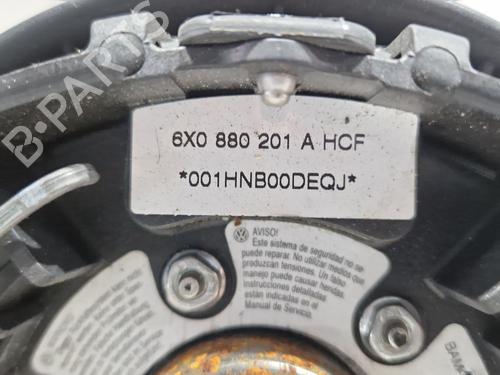 B-PARTS
6X0 880 201 A HCF
*001HNB00DEQJ*
AVISO!
Este sistema de seguridad no se
puede reparar. No utilizar medios que
produzcan tensiones. Un falso
manejo puede causar heridas.
Instrucciones detalladas
están indicadas en el
Manual de Servicio.